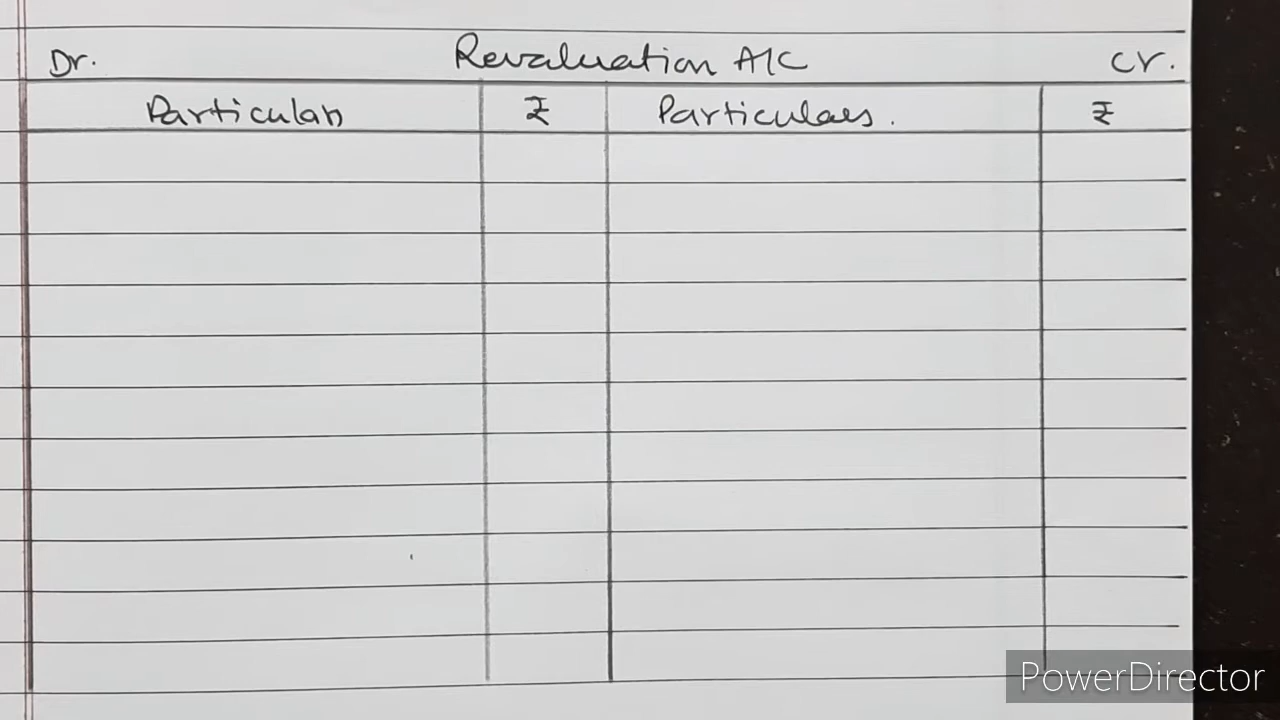 Dr. Revaluation A/C Cr.
Particulars ₹ Particulars. ₹
PowerDirector